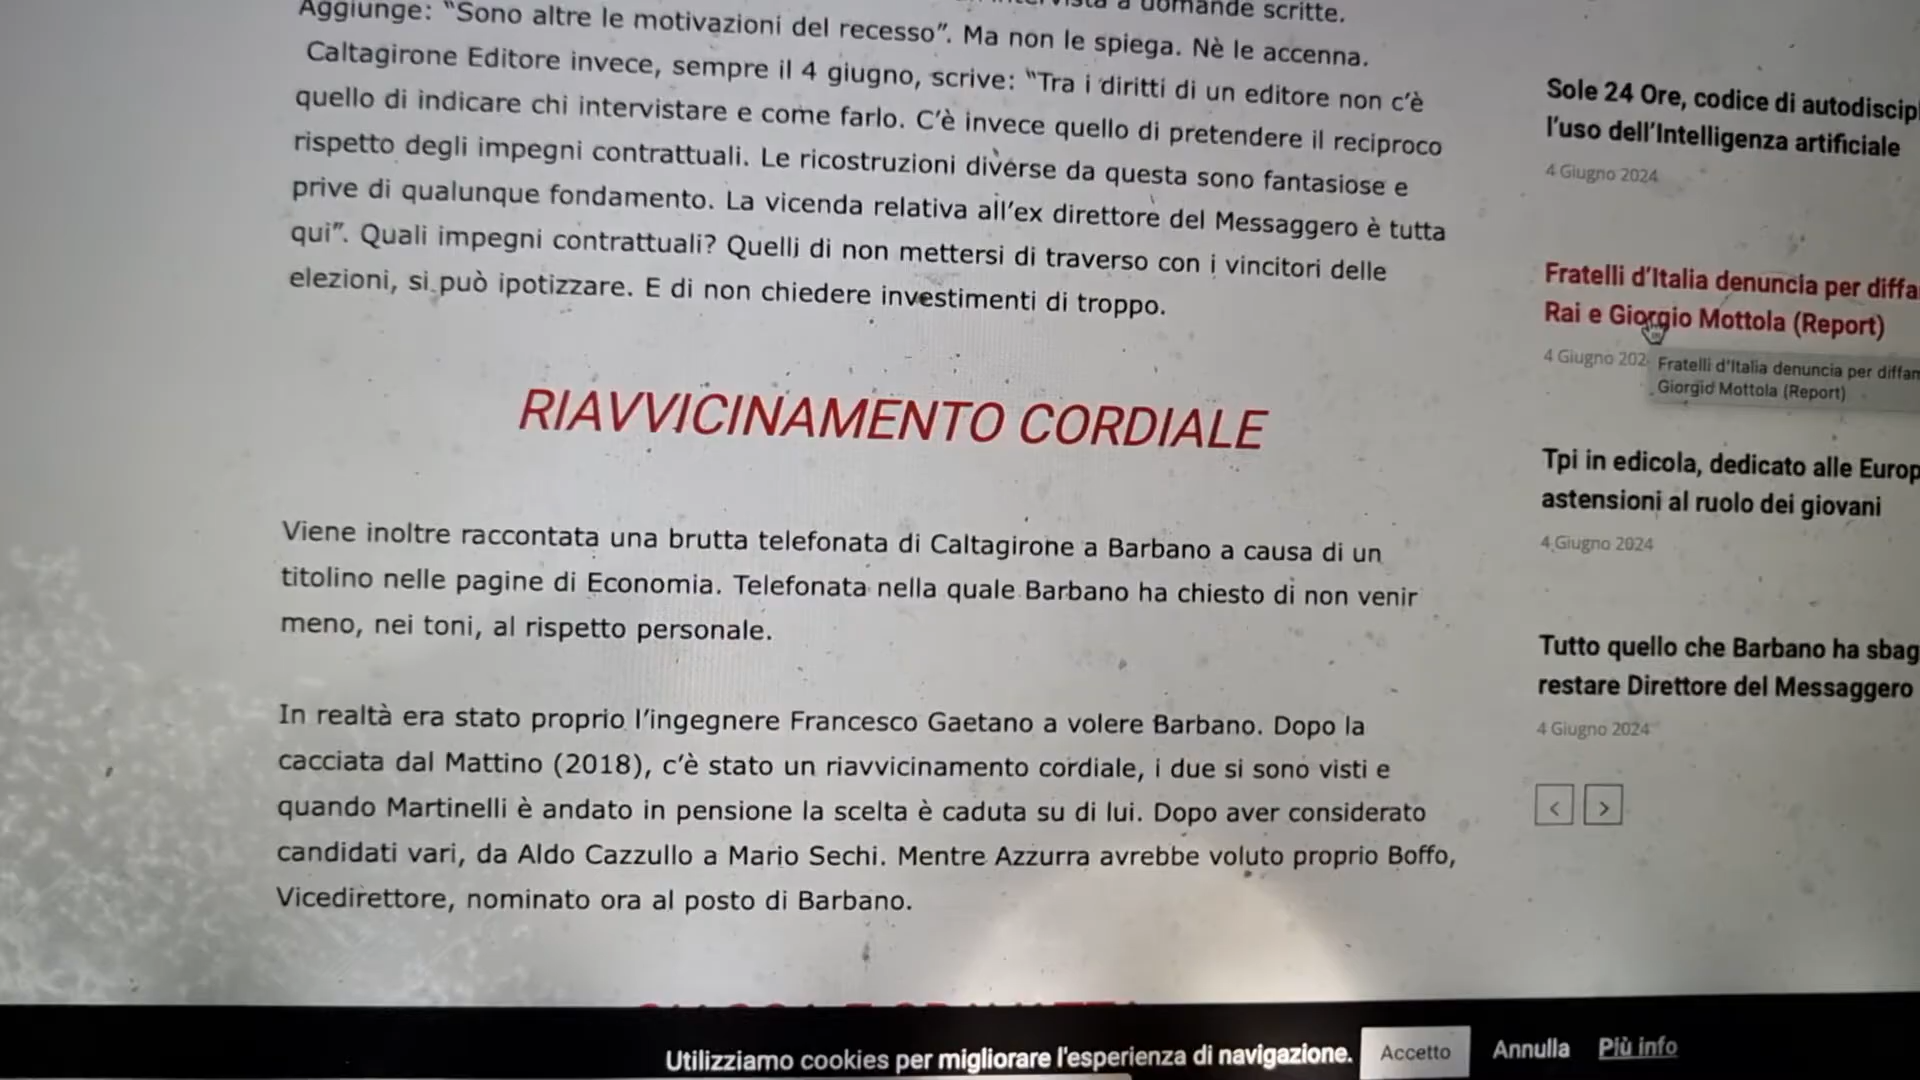 Aggiunge: “Sono altre le motivazioni del recesso”. Ma non le spiega. Nè le accenna.
Caltagirone Editore invece, sempre il 4 giugno, scrive: “Tra i diritti di un editore non c’è
quello di indicare chi intervistare e come farlo. C’è invece quello di pretendere il reciproco
rispetto degli impegni contrattuali. Le ricostruzioni diverse da questa sono fantasiose e
prive di qualunque fondamento. La vicenda relativa all’ex direttore del Messaggero è tutta
qui”. Quali impegni contrattuali? Quelli di non mettersi di traverso con i vincitori delle
elezioni, si può ipotizzare. E di non chiedere investimenti di troppo.
RIAVVICINAMENTO CORDIALE
Viene inoltre raccontata una brutta telefonata di Caltagirone a Barbano a causa di un
titolino nelle pagine di Economia. Telefonata nella quale Barbano ha chiesto di non venir
meno, nei toni, al rispetto personale.
In realtà era stato proprio l’ingegnere Francesco Gaetano a volere Barbano. Dopo la
cacciata dal Mattino (2018), c’è stato un riavvicinamento cordiale, i due si sono visti e
quando Martinelli è andato in pensione la scelta è caduta su di lui. Dopo aver considerato
candidati vari, da Aldo Cazzullo a Mario Sechi. Mentre Azzurra avrebbe voluto proprio Boffo,
Vicedirettore, nominato ora al posto di Barbano.
domande scritte.
Sole 24 Ore, codice di autodiscipl
l’uso dell’Intelligenza artificiale
4 Giugno 2024
Fratelli d’Italia denuncia per diffa
Rai e Giorgio Mottola (Report)
4 Giugno 202
Fratelli d'Italia denuncia per diffam
Giorgio Mottola (Report)
Tpi in edicola, dedicato alle Europ
astensioni al ruolo dei giovani
4 Giugno 2024
Tutto quello che Barbano ha sbag
restare Direttore del Messaggero
4 Giugno 2024
Utilizziamo cookies per migliorare l'esperienza di navigazione. Accetto Annulla Più info